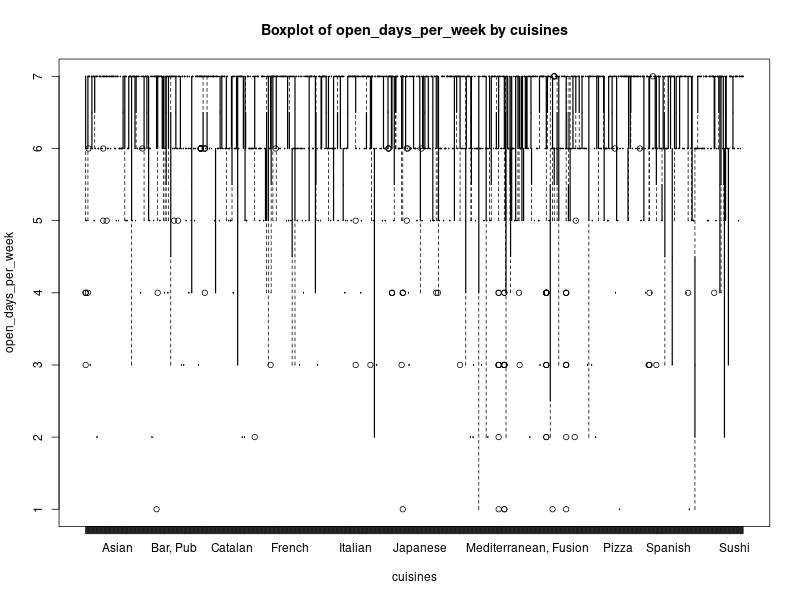 Boxplot of open_days_per_week by cuisines
open_days_per_week
7
6
5
4
3
2
1
Asian Bar, Pub Catalan French Italian Japanese Mediterranean, Fusion Pizza Spanish Sushi
cuisines